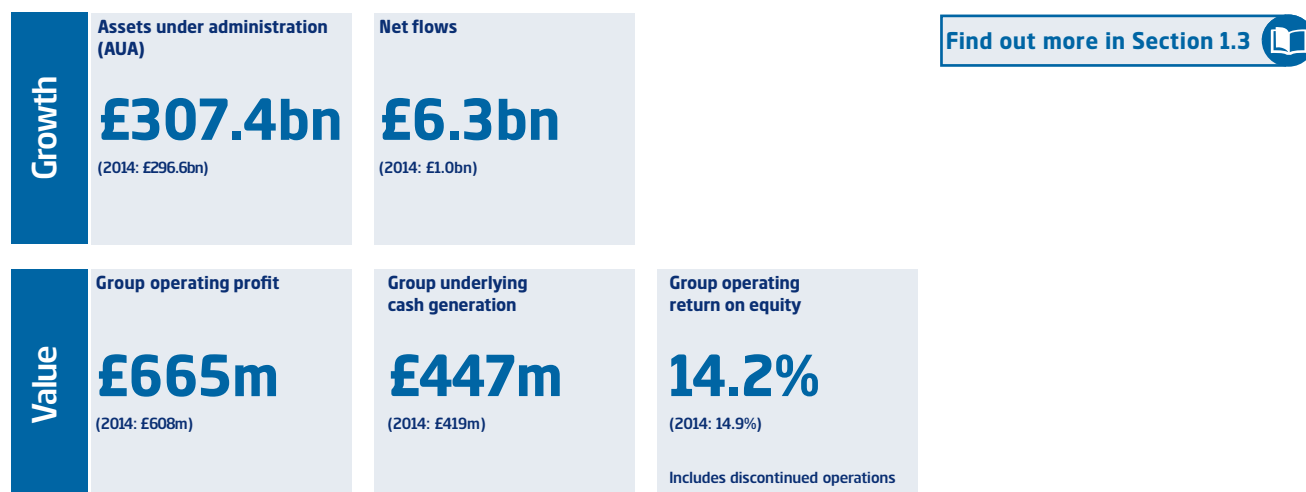 Growth
Assets under administration
(AUA)
£307.4bn
(2014: £296.6bn)
Net flows
£6.3bn
(2014: £1.0bn)
Find out more in Section 1.3
Value
Group operating profit
£665m
(2014: £608m)
Group underlying
cash generation
£447m
(2014: £419m)
Group operating
return on equity
14.2%
(2014: 14.9%)
Includes discontinued operations